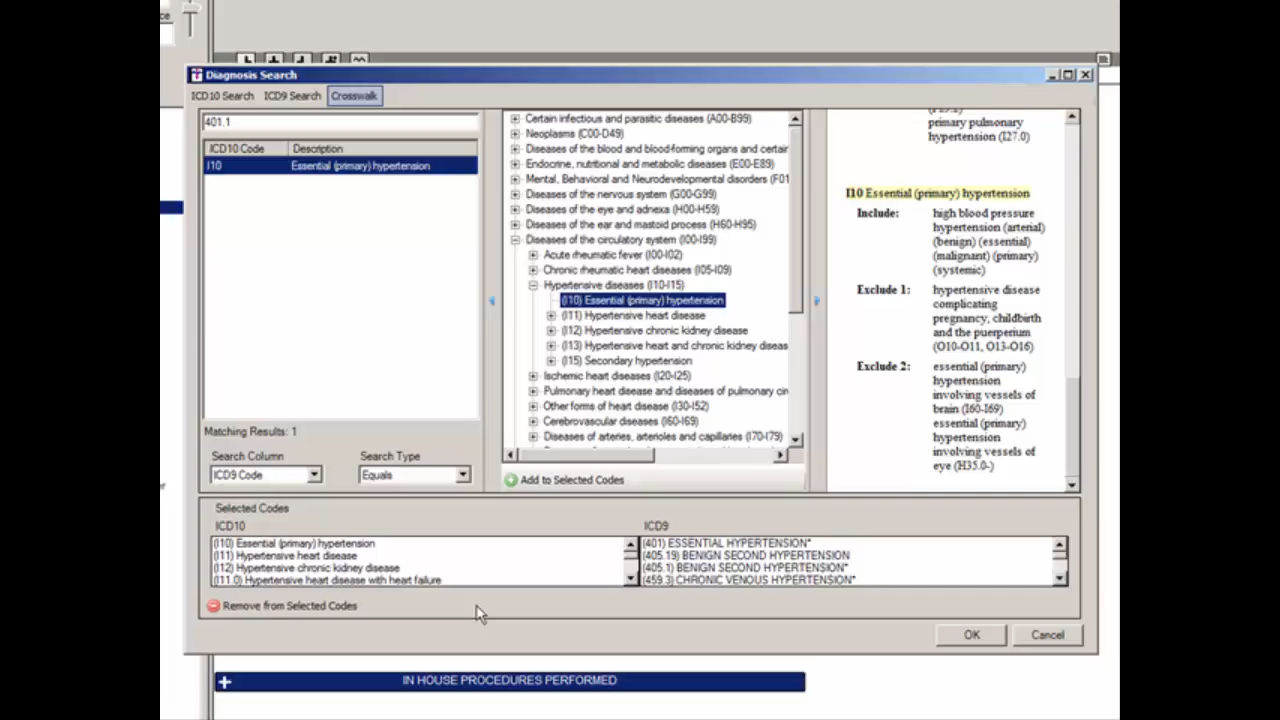 ce
Diagnosis Search
ICD10 Search ICD9 Search Crosswalk
401.1
ICD10 Code Description
I10 Essential (primary) hypertension
Matching Results: 1
Search Column Search Type
ICD9 Code Equals
Certain infectious and parasitic diseases (A00-B99)
Neoplasms (C00-D49)
Diseases of the blood and blood-forming organs and certain
Endocrine, nutritional and metabolic diseases (E00-E89)
Mental, Behavioral and Neurodevelopmental disorders (F01
Diseases of the nervous system (G00-G99)
Diseases of the eye and adnexa (H00-H59)
Diseases of the ear and mastoid process (H60-H95)
Diseases of the circulatory system (I00-I99)
Acute rheumatic fever (I00-I02)
Chronic rheumatic heart diseases (I05-I09)
Hypertensive diseases (I10-I15)
(I10) Essential (primary) hypertension
(I11) Hypertensive heart disease
(I12) Hypertensive chronic kidney disease
(I13) Hypertensive heart and chronic kidney diseas
(I15) Secondary hypertension
Ischemic heart diseases (I20-I25)
Pulmonary heart disease and diseases of pulmonary cir
Other forms of heart disease (I30-I52)
Cerebrovascular diseases (I60-I69)
Diseases of arteries, arterioles and capillaries (I70-I79)
Add to Selected Codes
primary pulmonary
hypertension (I27.0)
I10 Essential (primary) hypertension
Include: high blood pressure
hypertension (arterial)
(benign) (essential)
(malignant) (primary)
(systemic)
Exclude 1: hypertensive disease
complicating
pregnancy, childbirth
and the puerperium
(O10-O11, O13-O16)
Exclude 2: essential (primary)
hypertension
involving vessels of
brain (I60-I69)
essential (primary)
hypertension
involving vessels of
eye (H35.0-)
Selected Codes
ICD10 ICD9
(I10) Essential (primary) hypertension
(I11) Hypertensive heart disease
(I12) Hypertensive chronic kidney disease
(I11.0) Hypertensive heart disease with heart failure
(401) ESSENTIAL HYPERTENSION*
(405.19) BENIGN SECOND HYPERTENSION
(405.1) BENIGN SECOND HYPERTENSION*
(459.3) CHRONIC VENOUS HYPERTENSION*
Remove from Selected Codes
OK Cancel
IN HOUSE PROCEDURES PERFORMED